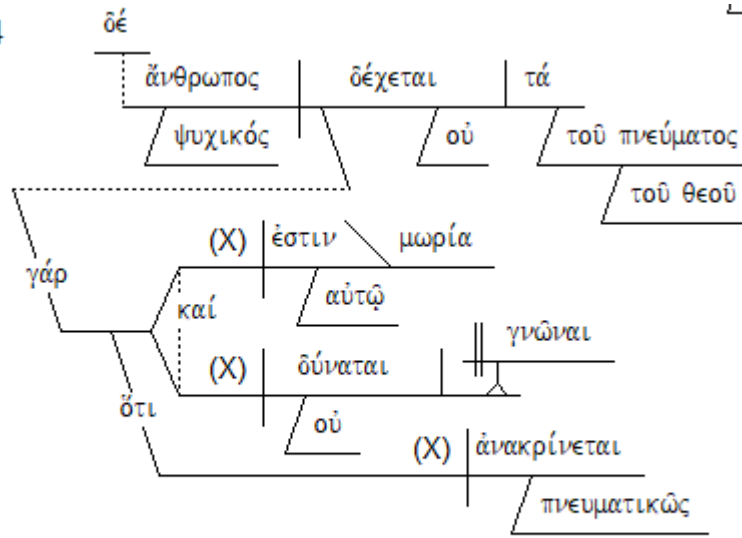 4
δέ
ἄνθρωπος δέχεται τά
ψυχικός οὐ τοῦ πνεύματος
τοῦ θεοῦ
(X) ἐστιν μωρία
γάρ
αὐτῷ
καί
γνῶναι
(X) δύναται
ὅτι
οὐ
(X) ἀνακρίνεται
πνευματικῶς